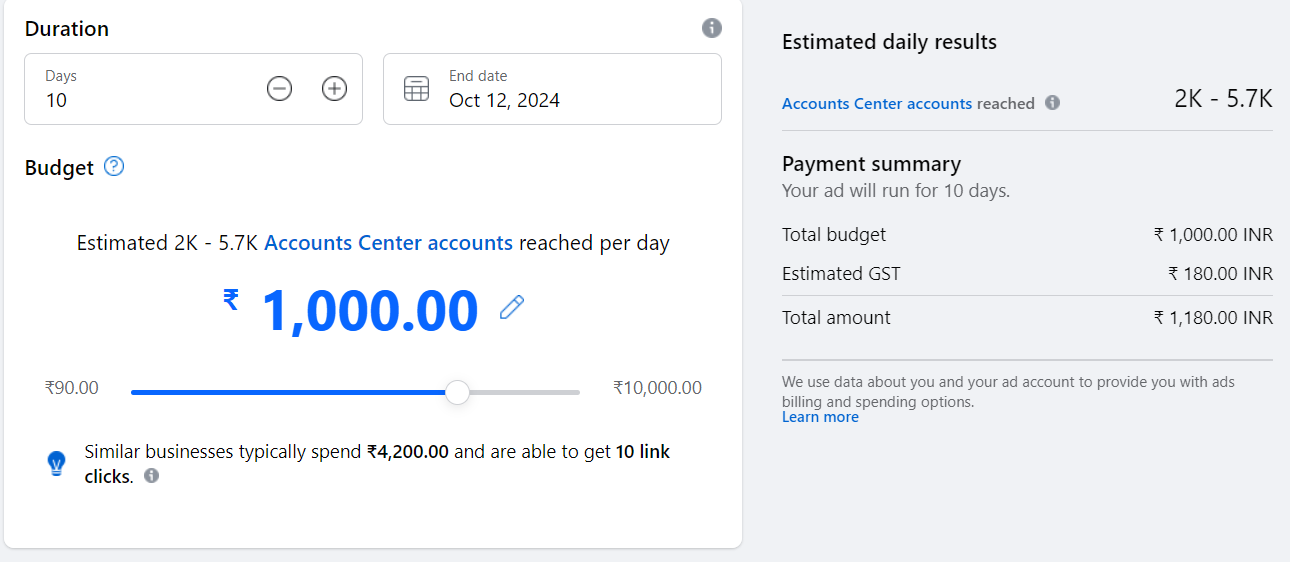 Duration
Days
10
End date
Oct 12, 2024
Budget
Estimated 2K - 5.7K Accounts Center accounts reached per day
₹ 1,000.00
₹90.00
₹10,000.00
Similar businesses typically spend ₹4,200.00 and are able to get 10 link
clicks.
Estimated daily results
Accounts Center accounts reached
2K - 5.7K
Payment summary
Your ad will run for 10 days.
Total budget ₹ 1,000.00 INR
Estimated GST ₹ 180.00 INR
Total amount ₹ 1,180.00 INR
We use data about you and your ad account to provide you with ads
billing and spending options.
Learn more